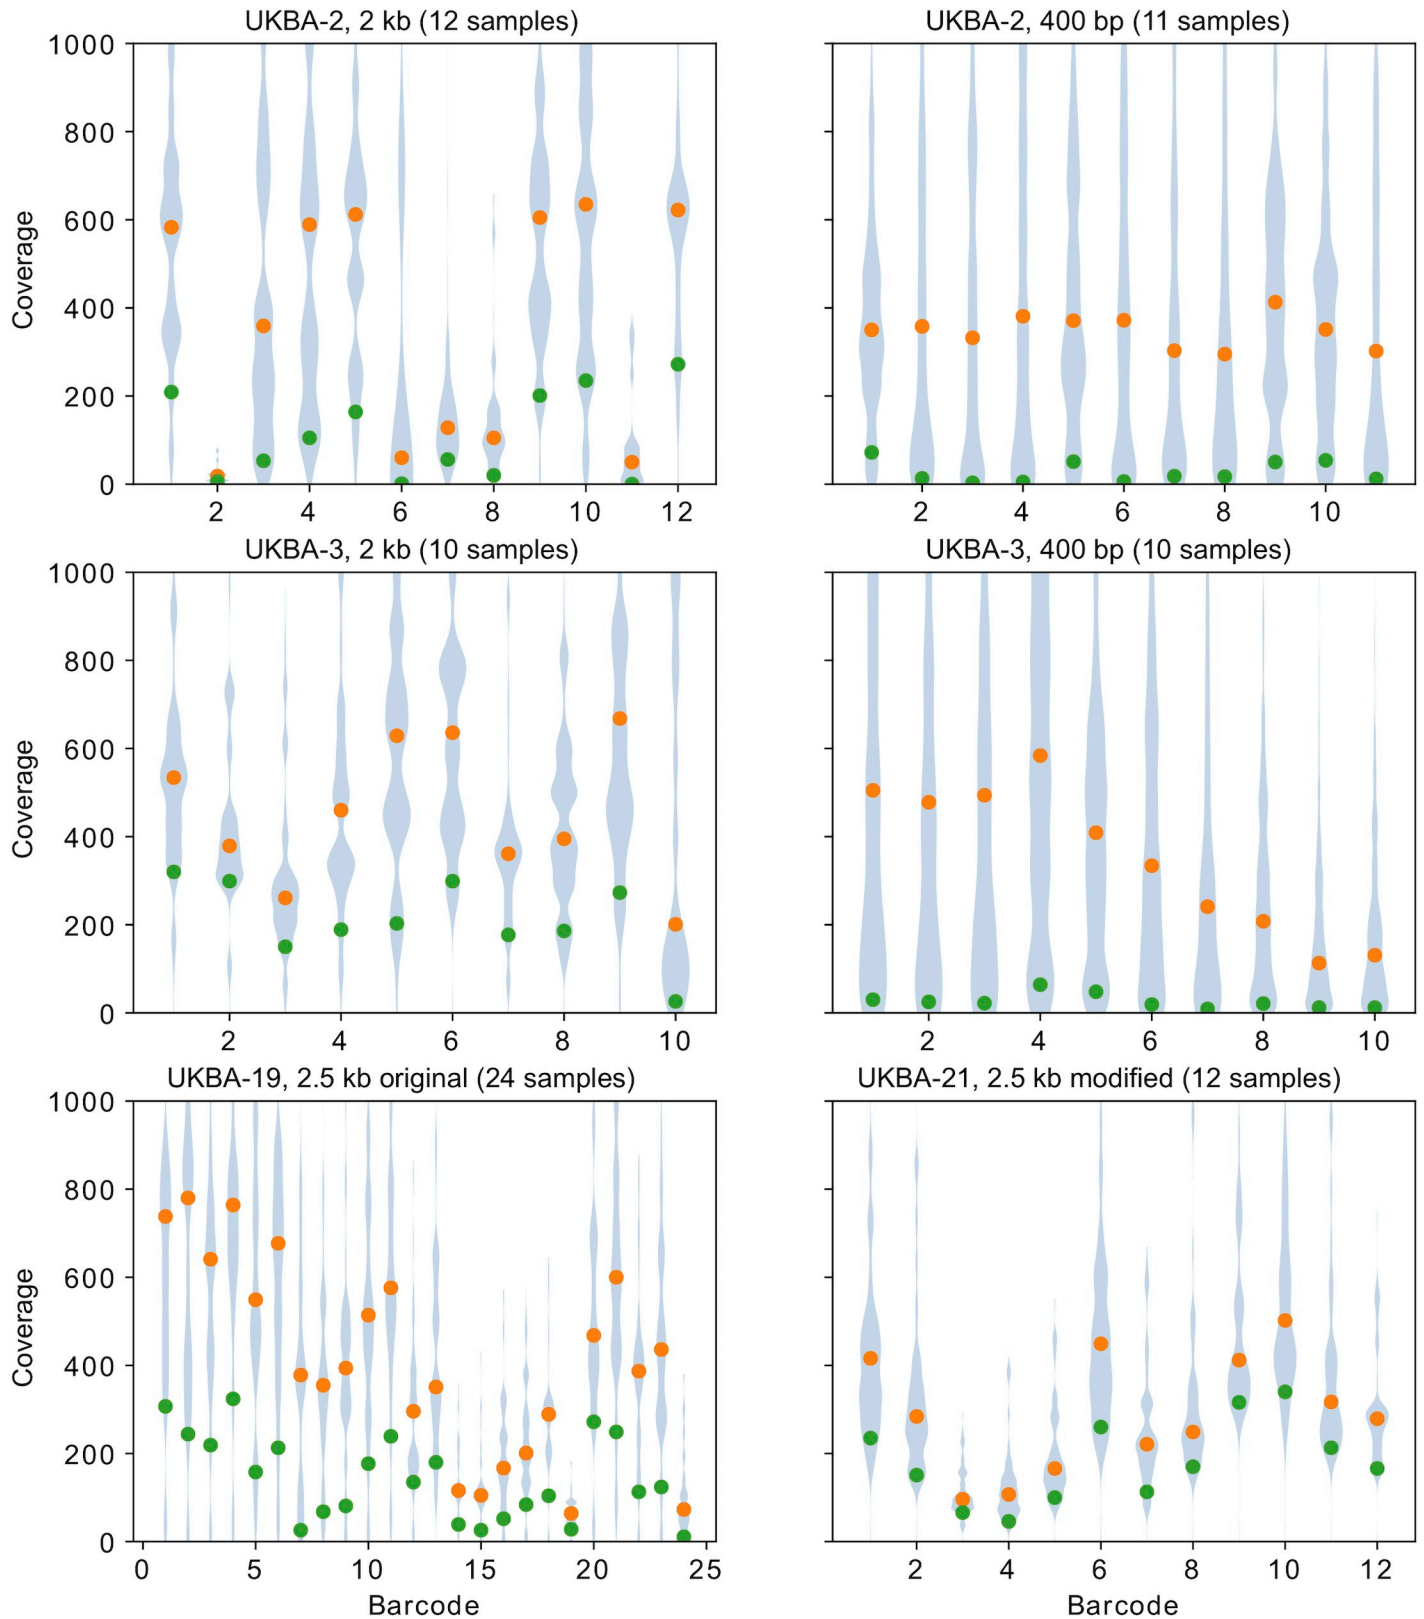 UKBA-2, 2 kb (12 samples)
UKBA-2, 400 bp (11 samples)
1000
800
600
400
200
0
Coverage
2 4 6 8 10 12
2 4 6 8 10
UKBA-3, 2 kb (10 samples)
UKBA-3, 400 bp (10 samples)
1000
800
600
400
200
0
Coverage
2 4 6 8 10
2 4 6 8 10
UKBA-19, 2.5 kb original (24 samples)
UKBA-21, 2.5 kb modified (12 samples)
1000
800
600
400
200
0
Coverage
0 5 10 15 20 25
2 4 6 8 10 12
Barcode
Barcode